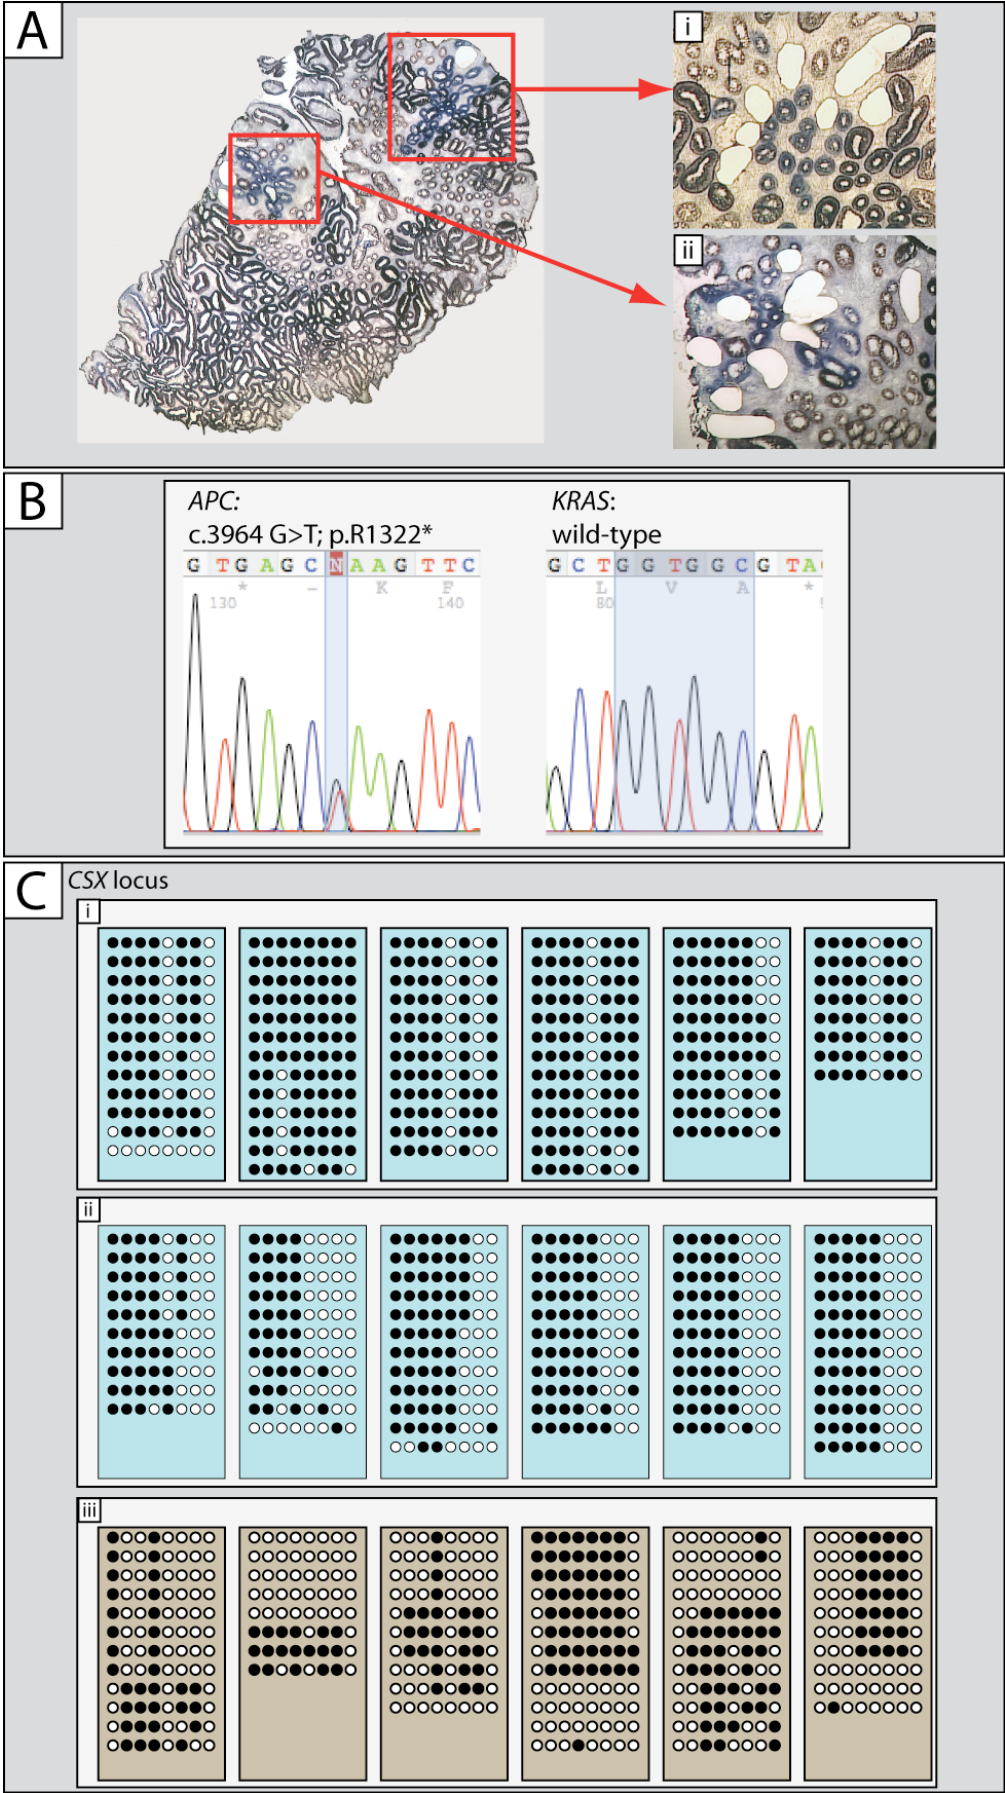 A
i
ii
B
APC:
c.3964 G>T; p.R1322*
G T G A G C N A A G T T C
* – K F
130 140
KRAS:
wild-type
G C T G G T G G C G T A
L V A *
80
C
CSX locus
i
ii
iii